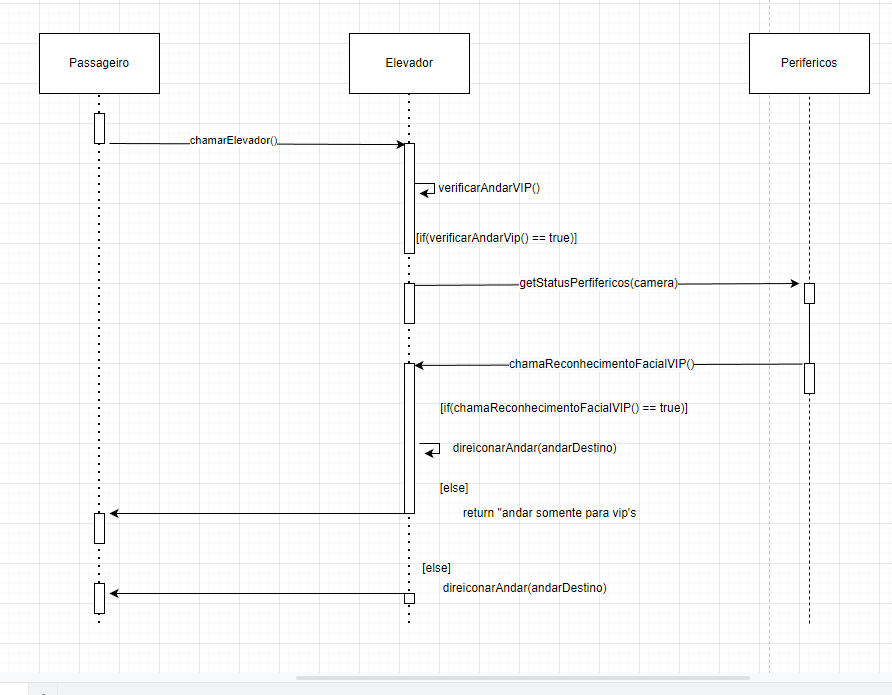 Passageiro
Elevador
Perifericos
chamarElevador()
verificarAndarVIP()
[if(verificarAndarVip() == true)]
getStatusPerfifericos(camera)
chamaReconhecimentoFacialVIP()
[if(chamaReconhecimentoFacialVIP() == true)]
direiconarAndar(andarDestino)
[else]
return "andar somente para vip's
[else]
direiconarAndar(andarDestino)